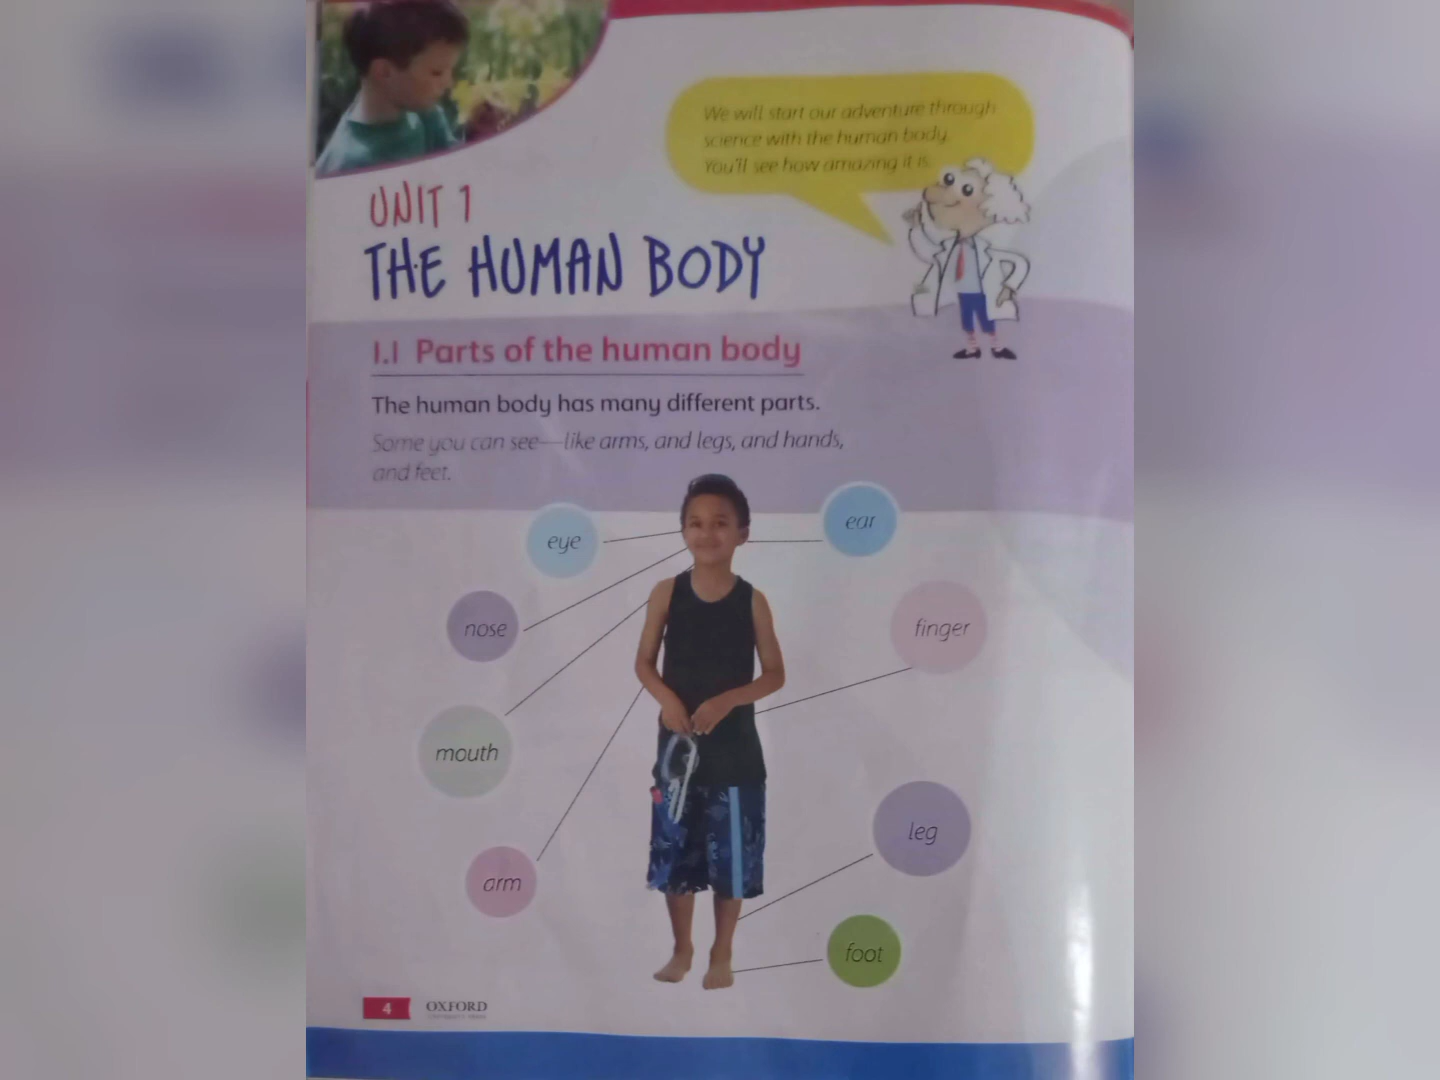 We will start our adventure through
science with the human body.
You'll see how amazing it is.
UNIT 1
THE HUMAN BODY
1.1 Parts of the human body
The human body has many different parts.
Some you can see—like arms, and legs, and hands,
and feet.
eye
ear
nose
finger
mouth
leg
arm
foot
4
OXFORD
UNIVERSITY PRESS